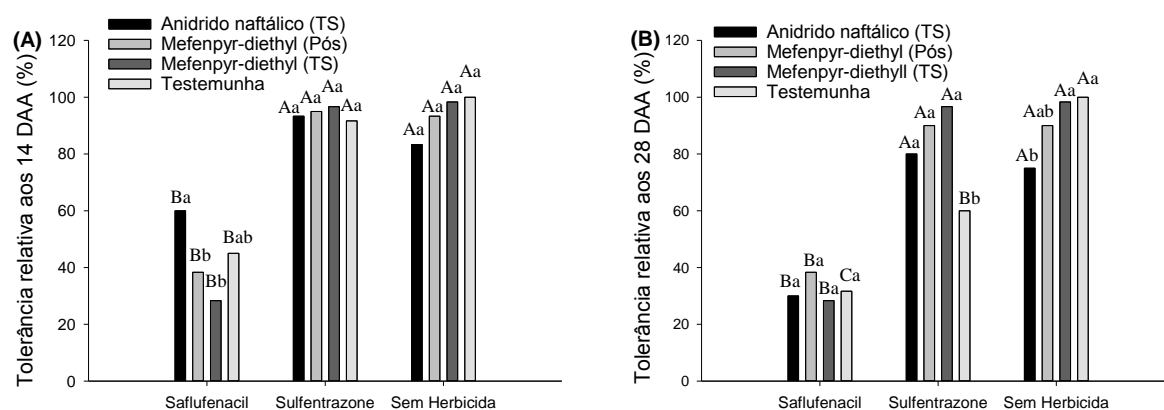 (A)
Anidrido naftálico (TS)
Mefenpyr-diethyl (Pós)
Mefenpyr-diethyl (TS)
Testemunha
Tolerância relativa aos 14 DAA (%)
120
100
80
60
40
20
0
Ba
Bb
Bb
Bab
Aa
Aa
Aa
Aa
Aa
Aa
Aa
Aa
Saflufenacil
Sulfentrazone
Sem Herbicida
(B)
Anidrido naftálico (TS)
Mefenpyr-diethyl (Pós)
Mefenpyr-diethyll (TS)
Testemunha
Tolerância relativa aos 28 DAA (%)
120
100
80
60
40
20
0
Ba
Ba
Ba
Ca
Aa
Aa
Aa
Bb
Ab
Aab
Aa
Aa
Saflufenacil
Sulfentrazone
Sem Herbicida